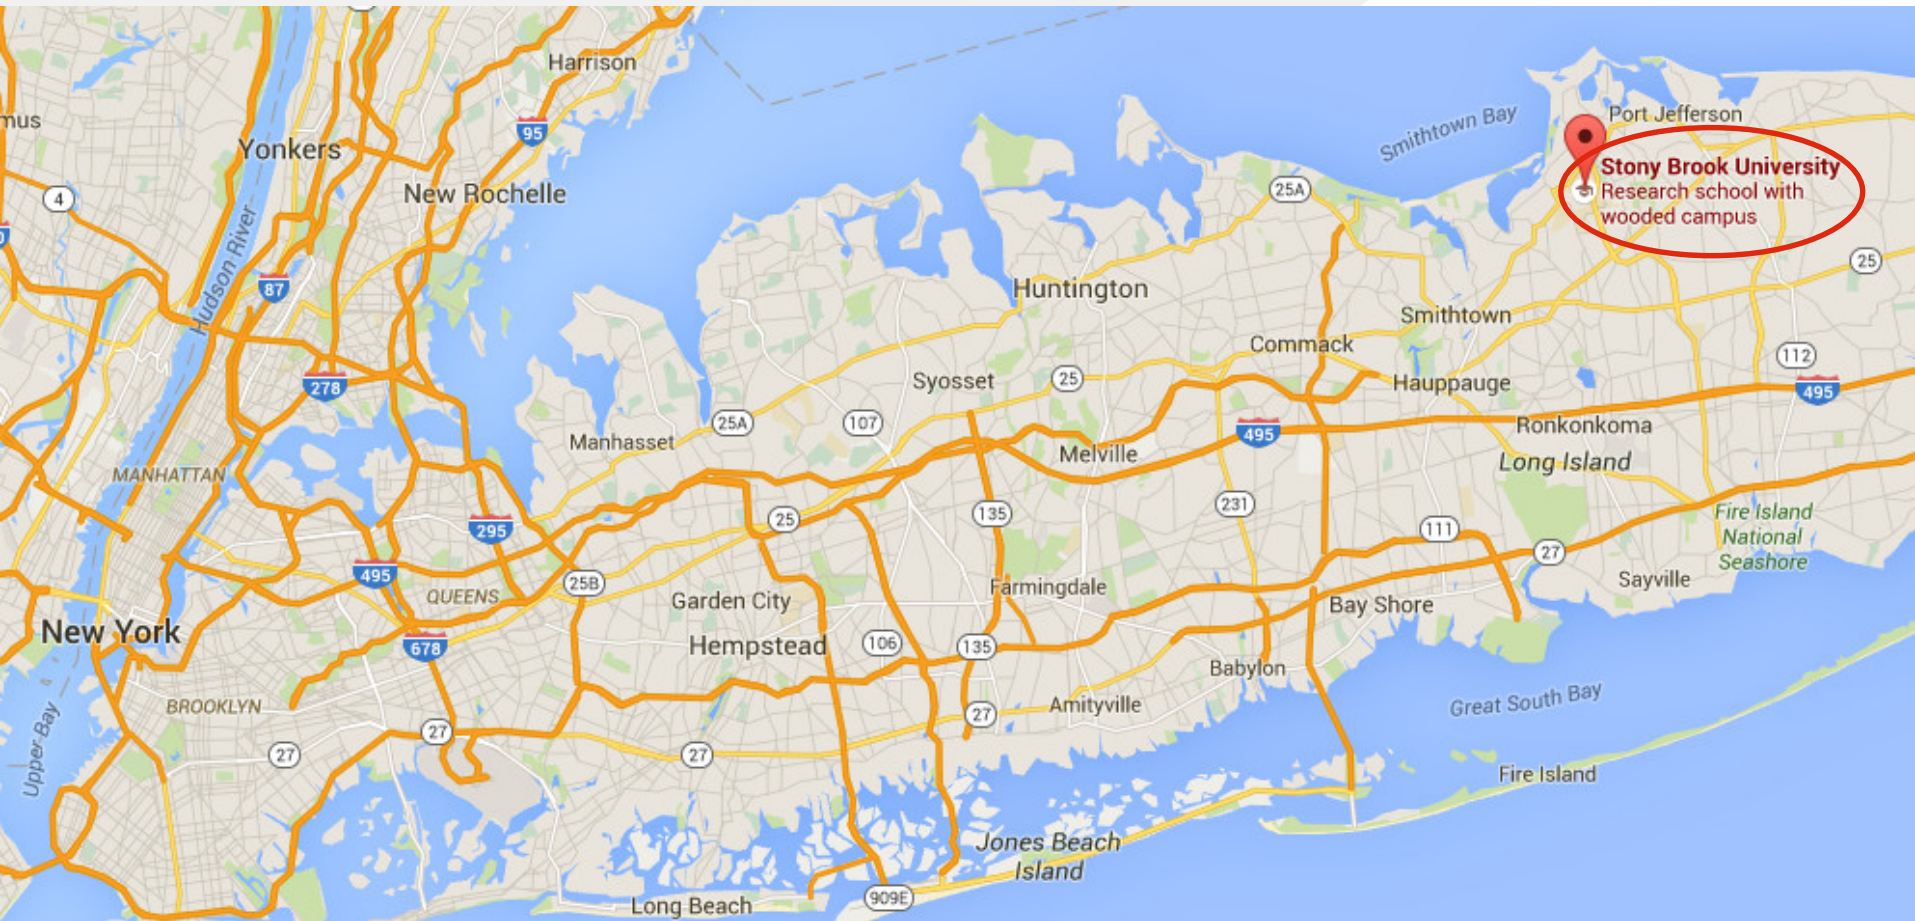 Harrison
mus
95
Yonkers
4
New Rochelle
Hudson River
87
278
Port Jefferson
Smithtown Bay
Stony Brook University
Research school with
wooded campus
25A
25
Huntington
Smithtown
Commack
112
Syosset
25
Hauppauge
495
25A
107
Manhasset
495
Ronkonkoma
Melville
Long Island
MANHATTAN
231
135
25
Fire Island
National
Seashore
295
111
27
495
25B
Sayville
Farmingdale
QUEENS
Garden City
Bay Shore
New York
Hempstead
106
135
678
Babylon
BROOKLYN
Amityville
Great South Bay
27
27
27
27
Upper Bay
Fire Island
Jones Beach
Island
909E
Long Beach